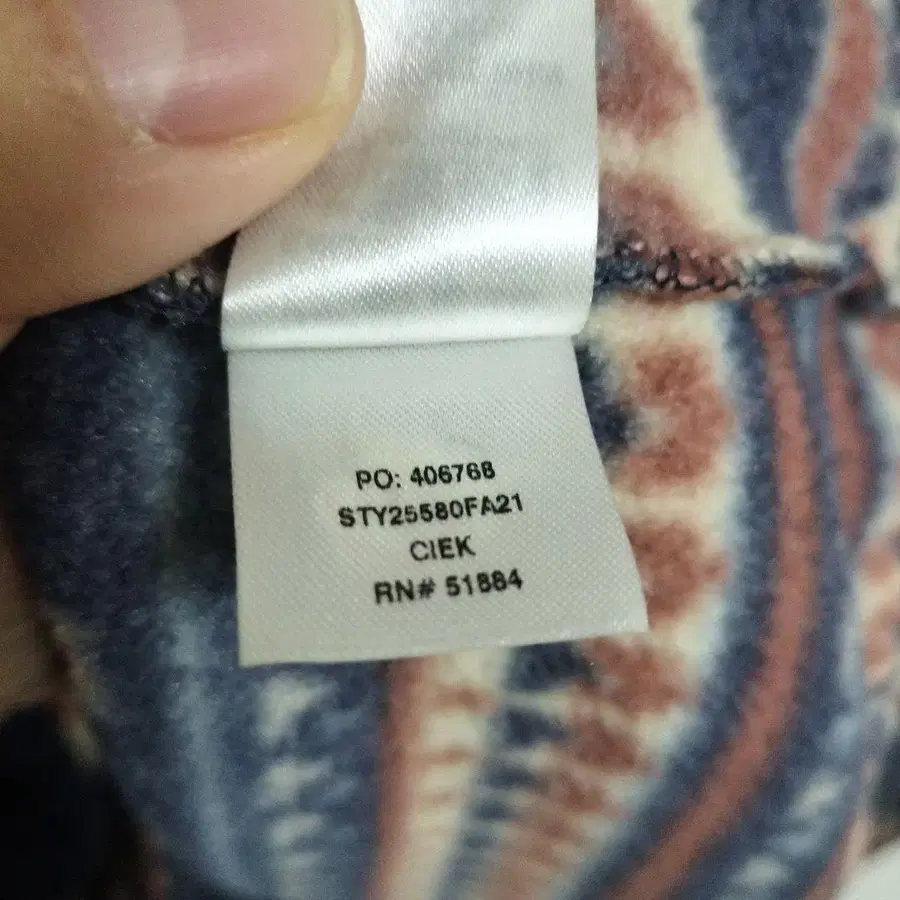 PO: 406768
STY25580FA21
CIEK
RN# 51884